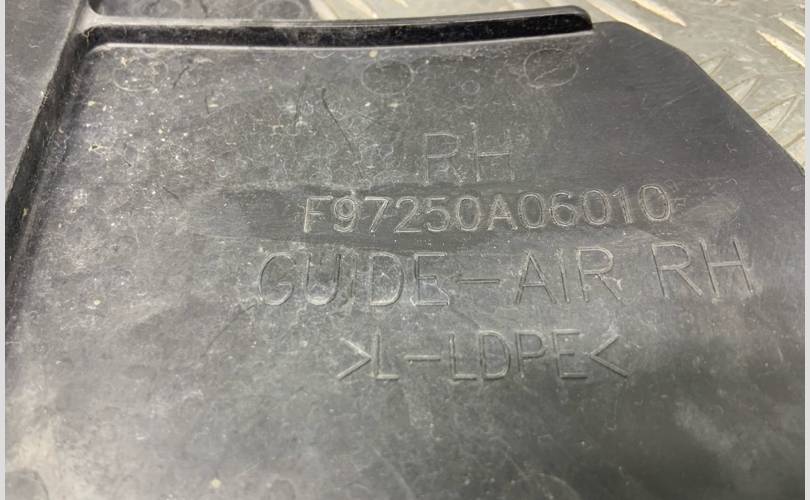 RH
F97250A06010
GUIDE-AIR RH
>L-LDPE<